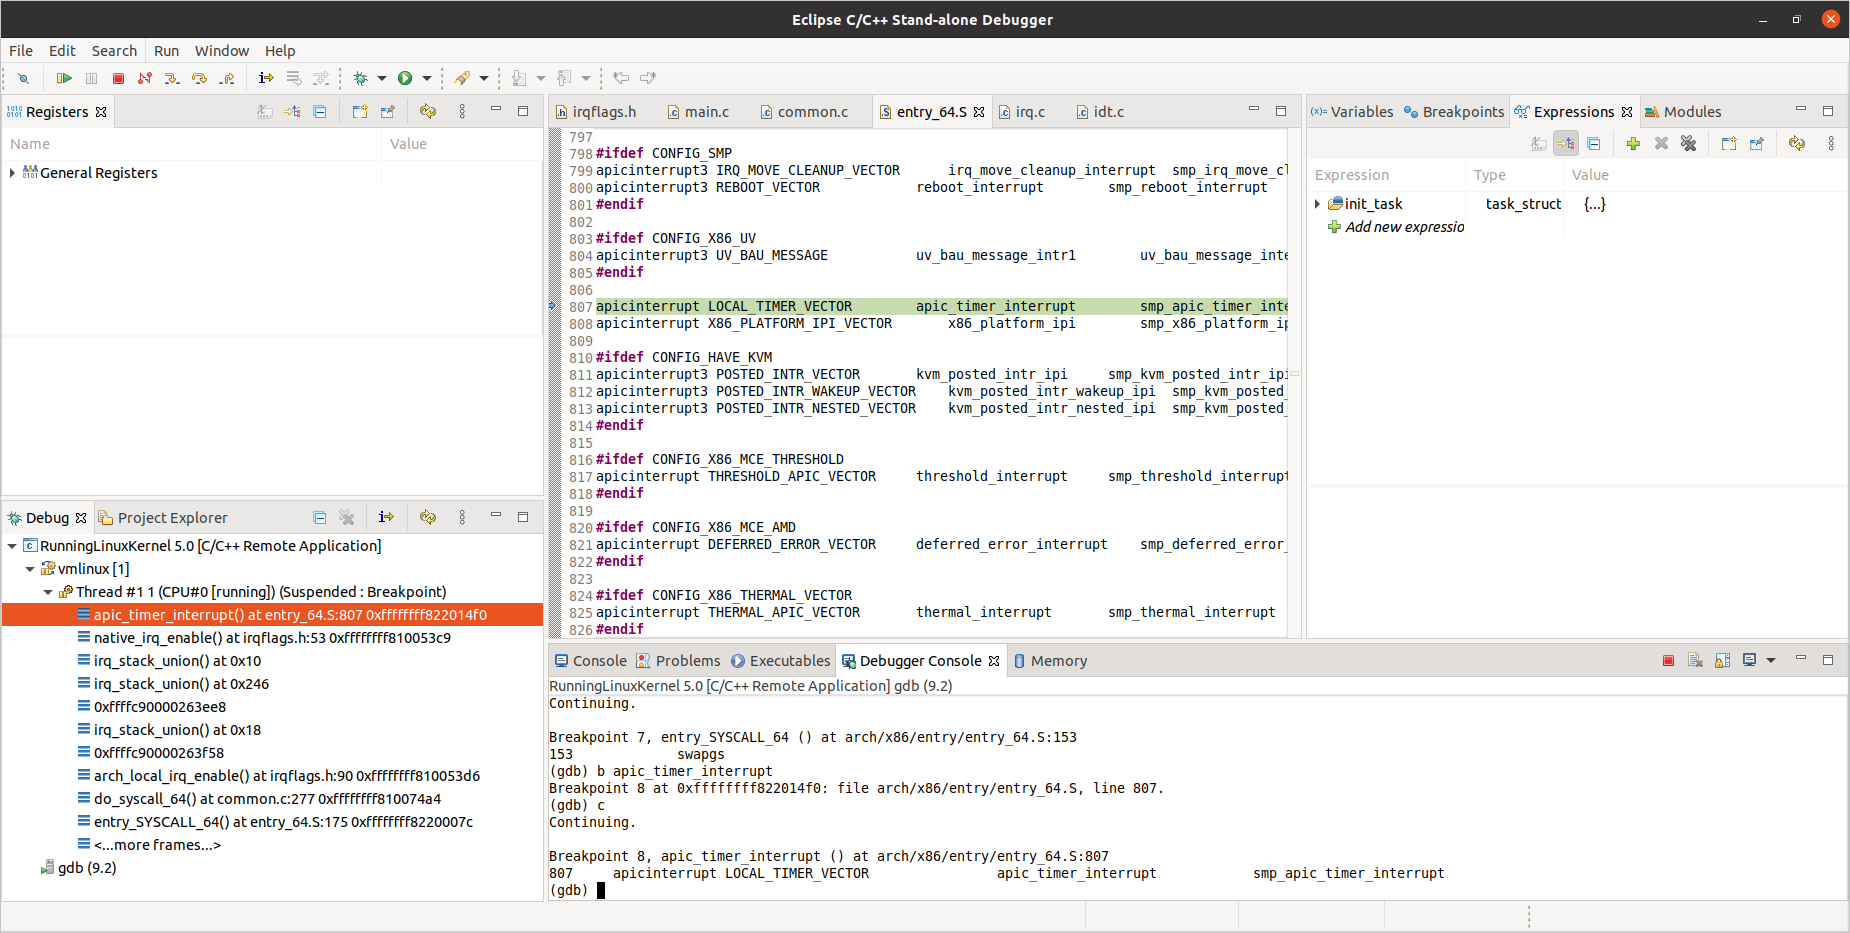 Eclipse C/C++ Stand-alone Debugger
File Edit Search Run Window Help
Registers
Name Value
General Registers
Debug Project Explorer
RunningLinuxKernel 5.0 [C/C++ Remote Application]
vmlinux [1]
Thread #1 1 (CPU#0 [running]) (Suspended : Breakpoint)
apic_timer_interrupt() at entry_64.S:807 0xffffffff822014f0
native_irq_enable() at irqflags.h:53 0xffffffff810053c9
irq_stack_union() at 0x10
irq_stack_union() at 0x246
0xffffc90000263ee8
irq_stack_union() at 0x18
0xffffc90000263f58
arch_local_irq_enable() at irqflags.h:90 0xffffffff810053d6
do_syscall_64() at common.c:277 0xffffffff810074a4
entry_SYSCALL_64() at entry_64.S:175 0xffffffff8220007c
<...more frames...>
gdb (9.2)
irqflags.h main.c common.c entry_64.S irq.c idt.c
797
798 #ifdef CONFIG_SMP
799 apicinterrupt3 IRQ_MOVE_CLEANUP_VECTOR irq_move_cleanup_interrupt smp_irq_move_cl
800 apicinterrupt3 REBOOT_VECTOR reboot_interrupt smp_reboot_interrupt
801 #endif
802
803 #ifdef CONFIG_X86_UV
804 apicinterrupt3 UV_BAU_MESSAGE uv_bau_message_intr1 uv_bau_message_inte
805 #endif
806
807 apicinterrupt LOCAL_TIMER_VECTOR apic_timer_interrupt smp_apic_timer_inte
808 apicinterrupt X86_PLATFORM_IPI_VECTOR x86_platform_ipi smp_x86_platform_ip
809
810 #ifdef CONFIG_HAVE_KVM
811 apicinterrupt3 POSTED_INTR_VECTOR kvm_posted_intr_ipi smp_kvm_posted_intr_ipi
812 apicinterrupt3 POSTED_INTR_WAKEUP_VECTOR kvm_posted_intr_wakeup_ipi smp_kvm_posted_
813 apicinterrupt3 POSTED_INTR_NESTED_VECTOR kvm_posted_intr_nested_ipi smp_kvm_posted_
814 #endif
815
816 #ifdef CONFIG_X86_MCE_THRESHOLD
817 apicinterrupt THRESHOLD_APIC_VECTOR threshold_interrupt smp_threshold_interrupt
818 #endif
819
820 #ifdef CONFIG_X86_MCE_AMD
821 apicinterrupt DEFERRED_ERROR_VECTOR deferred_error_interrupt smp_deferred_error_
822 #endif
823
824 #ifdef CONFIG_X86_THERMAL_VECTOR
825 apicinterrupt THERMAL_APIC_VECTOR thermal_interrupt smp_thermal_interrupt
826 #endif
(x)= Variables Breakpoints Expressions Modules
Expression Type Value
init_task task_struct {...}
Add new expressio
Console Problems Executables Debugger Console Memory
RunningLinuxKernel 5.0 [C/C++ Remote Application] gdb (9.2)
Continuing.
Breakpoint 7, entry_SYSCALL_64 () at arch/x86/entry/entry_64.S:153
153 swapgs
(gdb) b apic_timer_interrupt
Breakpoint 8 at 0xffffffff822014f0: file arch/x86/entry/entry_64.S, line 807.
(gdb) c
Continuing.
Breakpoint 8, apic_timer_interrupt () at arch/x86/entry/entry_64.S:807
807 apicinterrupt LOCAL_TIMER_VECTOR apic_timer_interrupt smp_apic_timer_interrupt
(gdb)